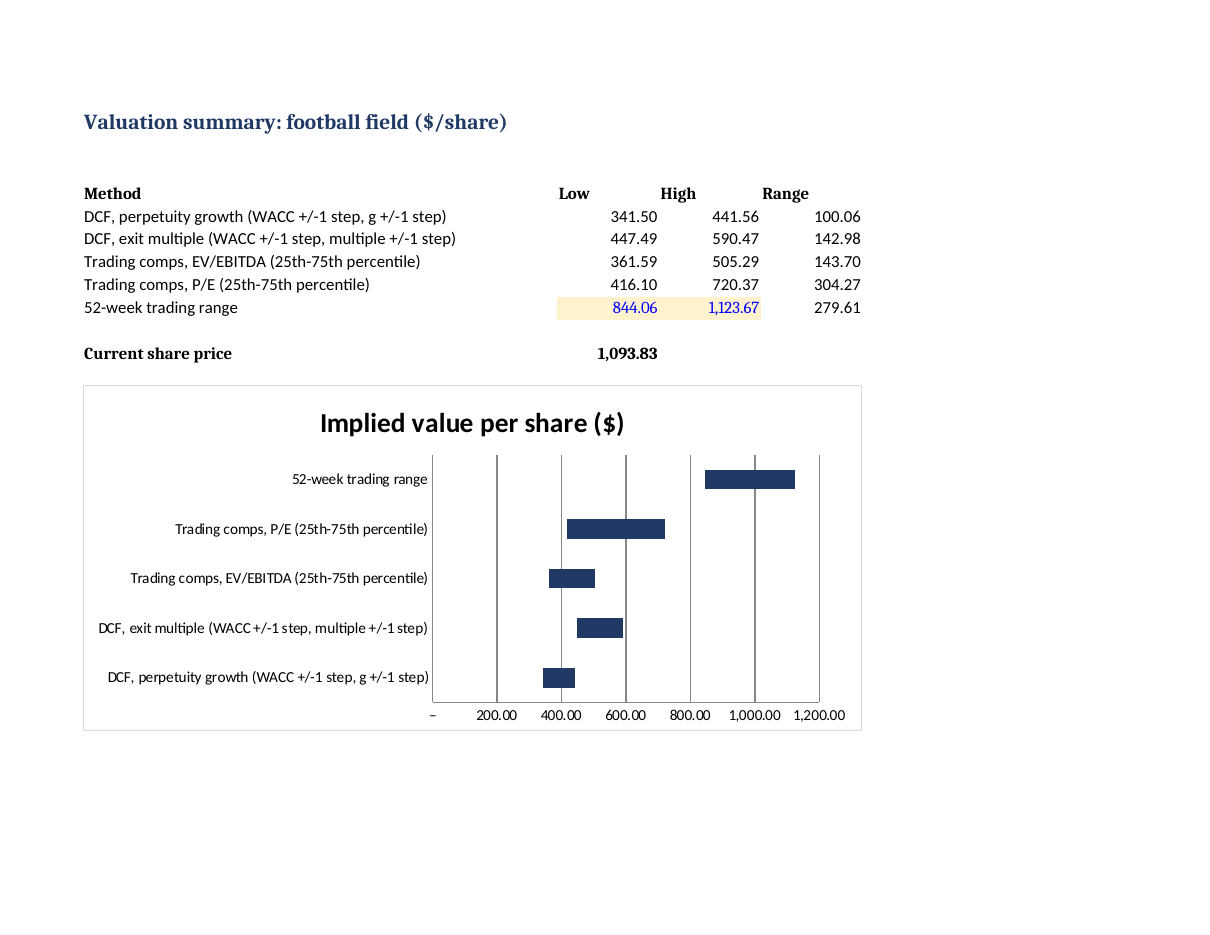 Valuation summary: football field ($/share)
Method Low High Range
DCF, perpetuity growth (WACC +/-1 step, g +/-1 step) 341.50 441.56 100.06
DCF, exit multiple (WACC +/-1 step, multiple +/-1 step) 447.49 590.47 142.98
Trading comps, EV/EBITDA (25th-75th percentile) 361.59 505.29 143.70
Trading comps, P/E (25th-75th percentile) 416.10 720.37 304.27
52-week trading range 844.06 1,123.67 279.61
Current share price 1,093.83
Implied value per share ($)
52-week trading range
Trading comps, P/E (25th-75th percentile)
Trading comps, EV/EBITDA (25th-75th percentile)
DCF, exit multiple (WACC +/-1 step, multiple +/-1 step)
DCF, perpetuity growth (WACC +/-1 step, g +/-1 step)
– 200.00 400.00 600.00 800.00 1,000.00 1,200.00